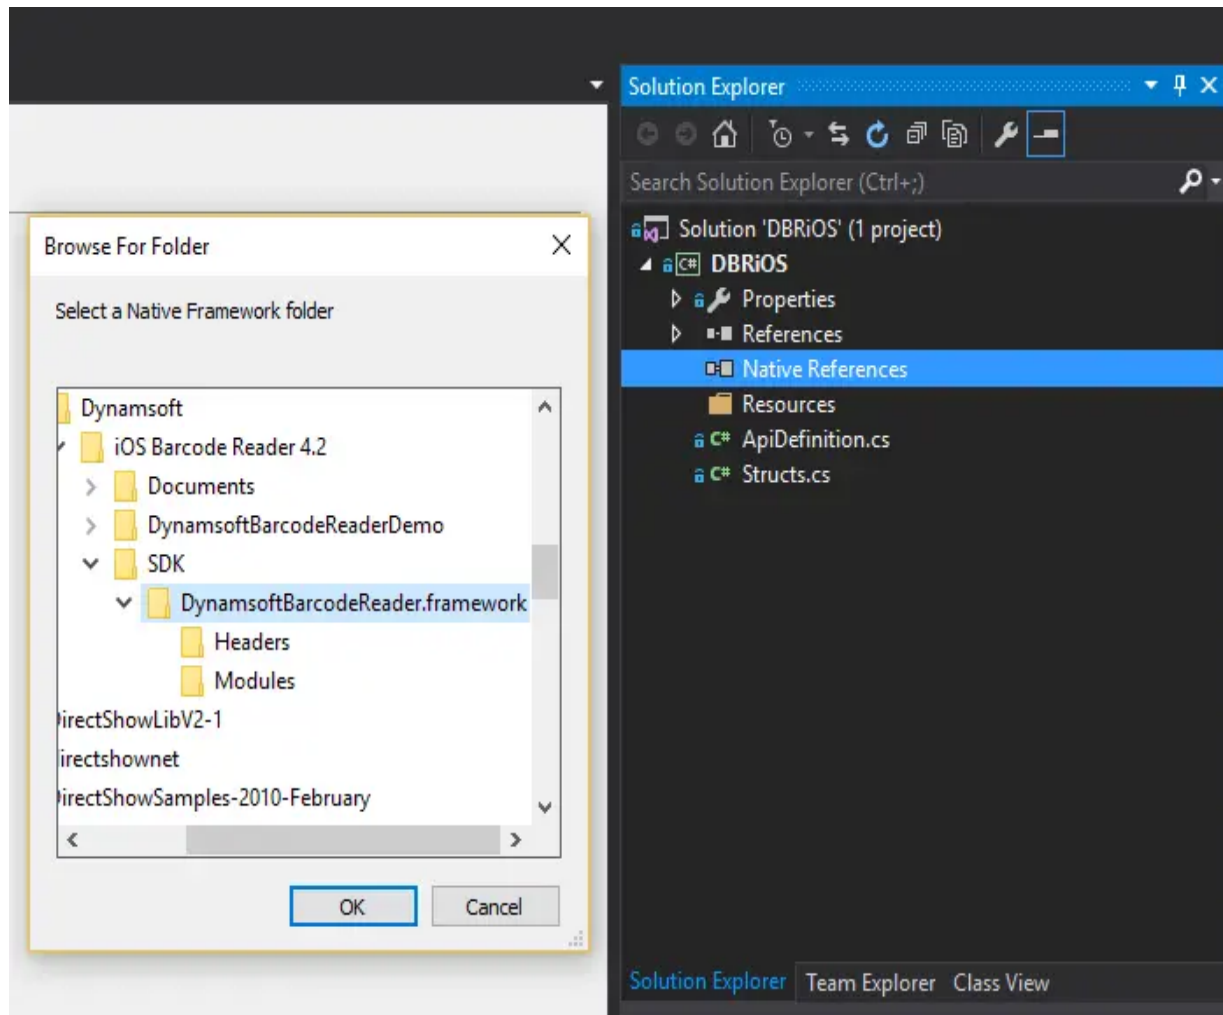 Solution Explorer
Search Solution Explorer (Ctrl+;)
Solution 'DBRiOS' (1 project)
C# DBRiOS
Properties
References
Native References
Resources
C# ApiDefinition.cs
C# Structs.cs
Solution Explorer Team Explorer Class View
Browse For Folder
Select a Native Framework folder
Dynamsoft
iOS Barcode Reader 4.2
Documents
DynamsoftBarcodeReaderDemo
SDK
DynamsoftBarcodeReader.framework
Headers
Modules
irectShowLibV2-1
irectshownet
irectShowSamples-2010-February
OK Cancel